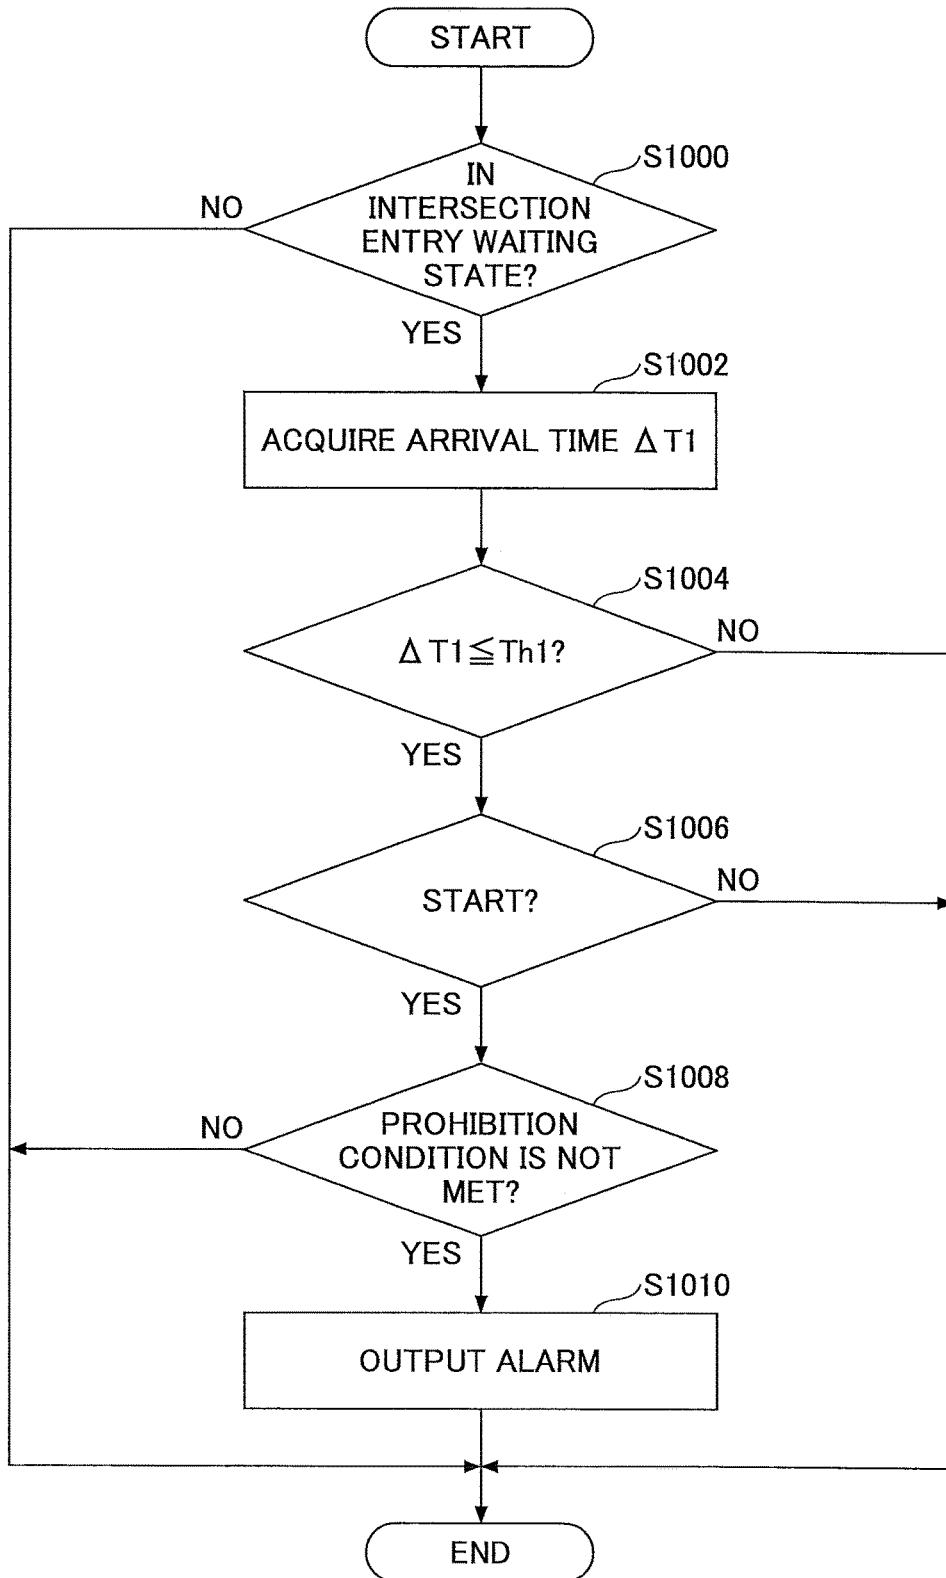 START
S1000
IN
INTERSECTION
ENTRY WAITING
STATE?
NO
YES
S1002
ACQUIRE ARRIVAL TIME ΔT1
S1004
ΔT1≦Th1?
NO
YES
S1006
START?
NO
YES
S1008
PROHIBITION
CONDITION IS NOT
MET?
NO
YES
S1010
OUTPUT ALARM
END